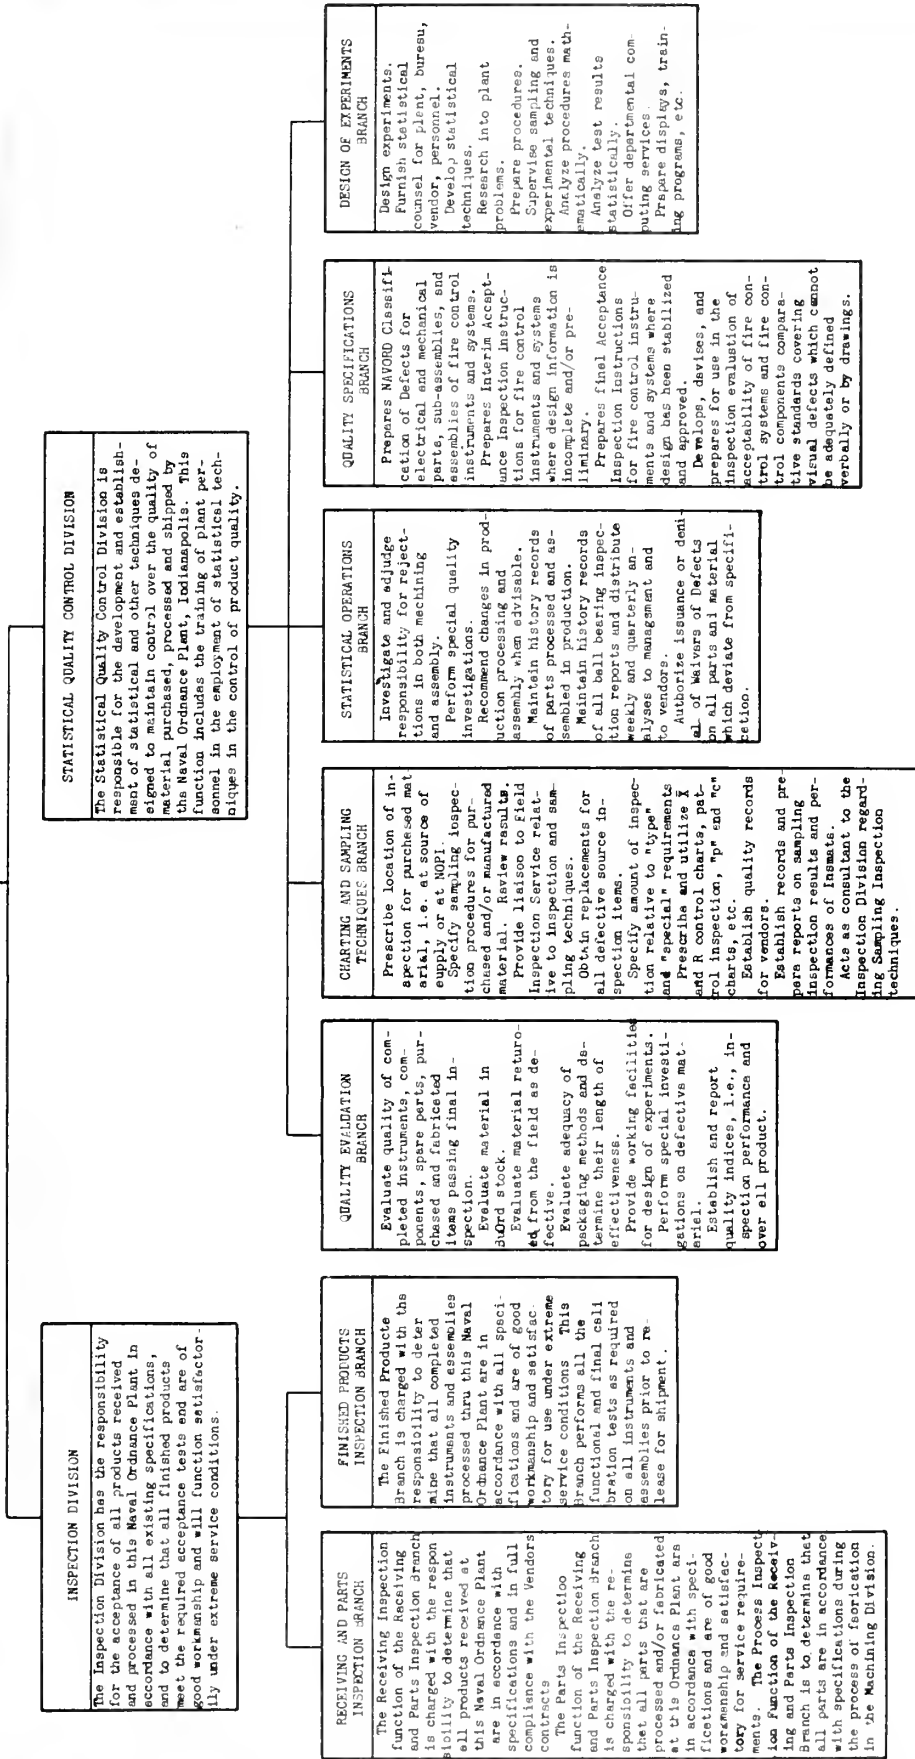 INSPECTION DIVISION
The Inspection Division has the responsibility
for the acceptance of all products received
and processed in this Naval Ordnance Plant in
accordance with all existing specifications,
and to determine that all finished products
meet the required acceptance tests and are of
good workmanship and will function satisfactor-
ily under extreme service conditions.
STATISTICAL QUALITY CONTROL DIVISION
The Statistical Quality Control Division is
responsible for the development and establish-
ment of statistical and other techniques de-
signed to maintain control over the quality of
material purchased, processed and shipped by
the Naval Ordnance Plant, Indianapolis. This
function includes the training of plant per-
sonnel in the employment of statistical tech-
niques in the control of product quality.
RECEIVING AND PARTS
INSPECTION BRANCH
The Receiving Inspection
function of the Receiving
and Parts Inspection Branch
is charged with the respon
sibility to determine that
all products received at
this Naval Ordnance Plant
are in accordance with
specifications and in full
compliance with the Vendors
contracts
The Parts Inspection
function of the Receiving
and Parts Inspection Branch
is charged with the re-
sponsibility to determine
that all parts that are
processed and/or fabricated
at this Ordnance Plant are
in accordance with speci-
fications and are of good
workmanship and satisfac-
tory for service require-
ments. The Process Inspect
ion Function of the Receiv-
ing and Parts Inspection
Branch is to determine that
all parts are in accordance
with specifications during
the process of fabrication
in the Machining Division.
FINISHED PRODUCTS
INSPECTION BRANCH
The Finished Products
Branch is charged with the
responsibility to deter
mine that all completed
instruments and assemblies
processed thru this Naval
Ordnance Plant are in
accordance with all speci-
fications and are of good
workmanship and satisfac-
tory for use under extreme
service conditions This
Branch performs all the
functional and final cali
bration tests as required
on all instruments and
assemblies prior to re-
lease for shipment.
QUALITY EVALUATION
BRANCH
Evaluate quality of com-
pleted instruments, com-
ponents, spare parts, pur-
chased and fabricated
items passing final in-
spection.
Evaluate material in
BuOrd stock.
Evaluate material return-
ed from the field as de-
fective.
Evaluate adequacy of
packaging methods and de-
termine their length of
effectiveness.
Provide working facilities
for design of experiments.
Perform special investi-
gations on defective mat-
erial.
Establish and report
quality indices, i.e., in-
spection performance and
over all product.
CHARTING AND SAMPLING
TECHNIQUES BRANCH
Prescribe location of in-
spection for purchased mat
erial, i.e. at source of
supply or at NOPI.
Specify sampling inspec-
tion procedures for pur-
chased and/or manufactured
material. Review results.
Provide liaison to Field
Inspection Service relat-
ive to inspection and sam-
pling techniques.
Obtain replacements for
all defective source in-
spection items.
Specify amount of inspec-
tion relative to "type"
and "special" requirements
Prescribe and utilize X̄
and R control charts, pat-
rol inspection, "p" and "c"
charts, etc.
Establish quality records
for vendors.
Establish records and pre-
pare reports on sampling
inspection results and per-
formances of Insmats.
Acts as consultant to the
Inspection Division regard-
ing Sampling Inspection
techniques.
STATISTICAL OPERATIONS
BRANCH
Investigate and adjudge
responsibility for reject-
tions in both machining
and assembly.
Perform special quality
investigations.
Recommend changes in prod-
uction processing and
assembly when advisable.
Maintain history records
of parts processed and as-
sembled in production.
Maintain history records
of all ball bearing inspec-
tion reports and distribute
weekly and quarterly an-
alyses to management and
to vendors.
Authorize issuance or deni
al of Waivers of Defects
on all parts and material
which deviate from specifi-
cation.
QUALITY SPECIFICATIONS
BRANCH
Prepares NAVORD Classifi-
cation of Defects for
electrical and mechanical
parts, sub-assemblies, and
assemblies of fire control
instruments and systems.
Prepares interim Accept-
ance Inspection Instruc-
tions for fire control
instruments and systems
where design information is
incomplete and/or pre-
liminary.
Prepares final Acceptance
Inspection Instructions
for fire control instru-
ments and systems where
design has been stabilized
and approved.
Develops, devises, and
prepares for use in the
inspection evaluation of
acceptability of fire con-
trol systems and fire con-
trol components compara-
tive standards covering
visual defects which cannot
be adequately defined
verbally or by drawings.
DESIGN OF EXPERIMENTS
BRANCH
Design experiments.
Furnish statistical
counsel for plant, bureau,
vendor, personnel.
Develop statistical
techniques.
Research into plant
problems.
Prepare procedures.
Supervise sampling and
experimental techniques.
Analyze procedures math-
ematically.
Analyze test results
statistically.
Offer departmental com-
puting services.
Prepare displays, train-
ing programs, etc.